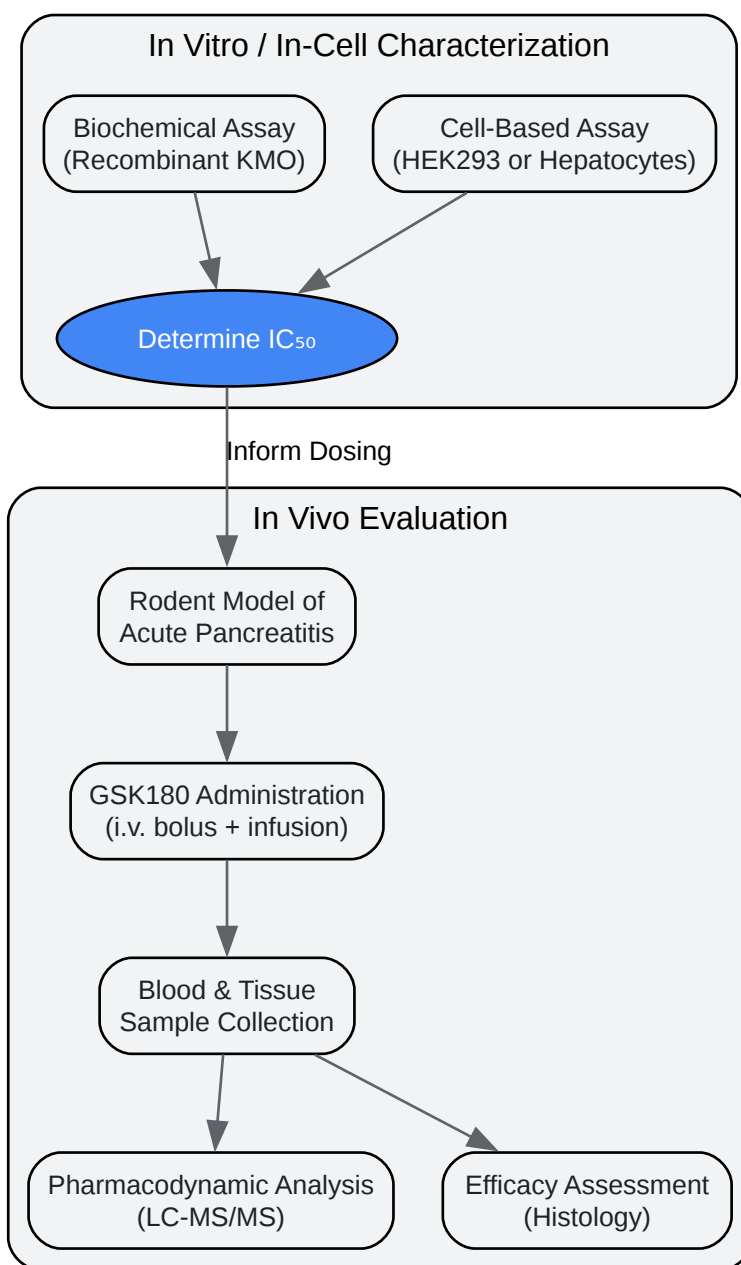 In Vitro / In-Cell Characterization
Biochemical Assay
(Recombinant KMO)
Cell-Based Assay
(HEK293 or Hepatocytes)
Determine IC₅₀
Inform Dosing
In Vivo Evaluation
Rodent Model of
Acute Pancreatitis
GSK180 Administration
(i.v. bolus + infusion)
Blood & Tissue
Sample Collection
Pharmacodynamic Analysis
(LC-MS/MS)
Efficacy Assessment
(Histology)